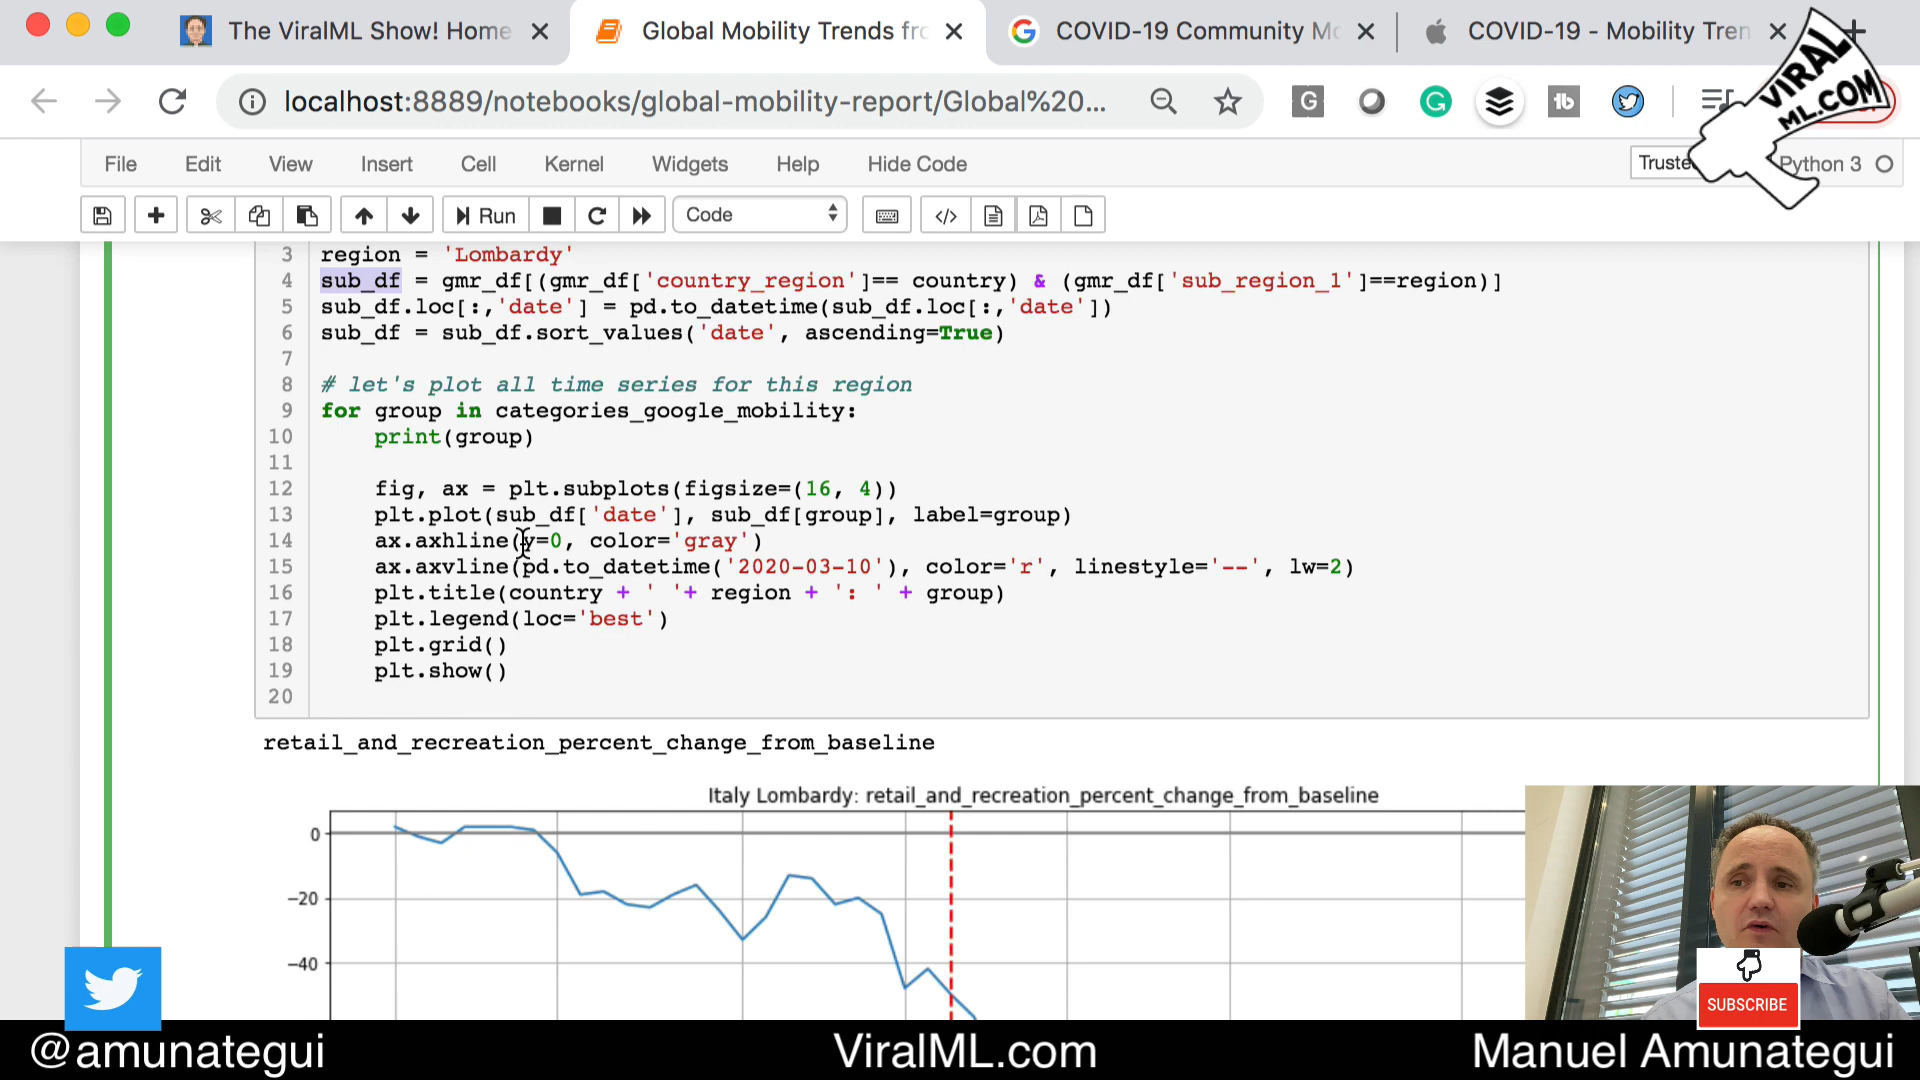 The ViralML Show! Home
Global Mobility Trends fro
COVID-19 Community Mo
COVID-19 - Mobility Tren
localhost:8889/notebooks/global-mobility-report/Global%20...
VIRAL
ML.COM
File Edit View Insert Cell Kernel Widgets Help Hide Code
Trusted
Python 3
Run
Code
3 region = 'Lombardy'
4 sub_df = gmr_df[(gmr_df['country_region']== country) & (gmr_df['sub_region_1']==region)]
5 sub_df.loc[:,'date'] = pd.to_datetime(sub_df.loc[:,'date'])
6 sub_df = sub_df.sort_values('date', ascending=True)
7
8 # let's plot all time series for this region
9 for group in categories_google_mobility:
10 print(group)
11
12 fig, ax = plt.subplots(figsize=(16, 4))
13 plt.plot(sub_df['date'], sub_df[group], label=group)
14 ax.axhline(y=0, color='gray')
15 ax.axvline(pd.to_datetime('2020-03-10'), color='r', linestyle='--', lw=2)
16 plt.title(country + ' '+ region + ': ' + group)
17 plt.legend(loc='best')
18 plt.grid()
19 plt.show()
20
retail_and_recreation_percent_change_from_baseline
Italy Lombardy: retail_and_recreation_percent_change_from_baseline
0
−20
−40
SUBSCRIBE
@amunategui
ViralML.com
Manuel Amunategui